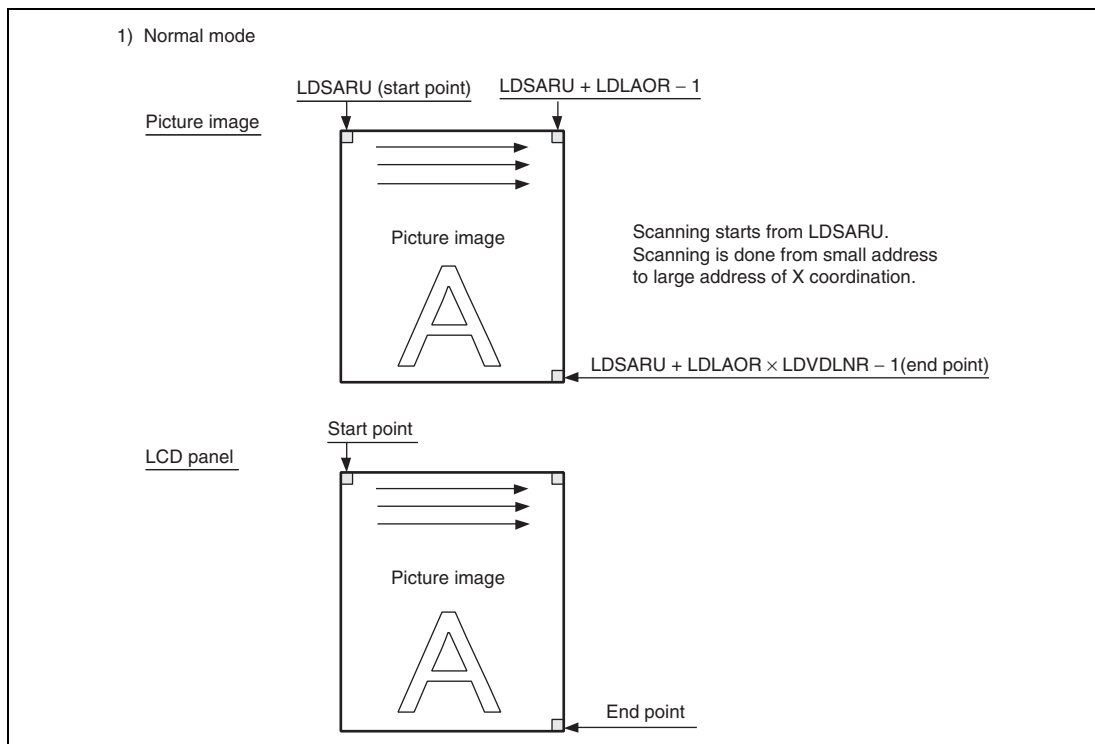 1) Normal mode
LDSARU (start point)
LDSARU + LDLAOR − 1
Picture image
Picture image
A
Scanning starts from LDSARU.
Scanning is done from small address
to large address of X coordination.
LDSARU + LDLAOR × LDVDLNR − 1(end point)
Start point
LCD panel
Picture image
A
End point